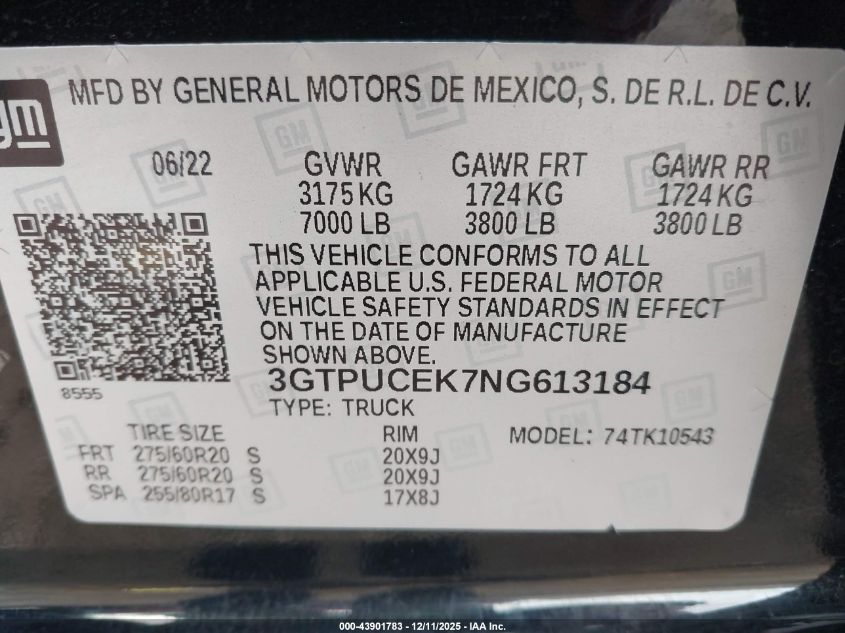 MFD BY GENERAL MOTORS DE MEXICO, S. DE R.L. DE C.V.
gm
06/22 GVWR GAWR FRT GAWR RR
3175 KG 1724 KG 1724 KG
7000 LB 3800 LB 3800 LB
THIS VEHICLE CONFORMS TO ALL
APPLICABLE U.S. FEDERAL MOTOR
VEHICLE SAFETY STANDARDS IN EFFECT
ON THE DATE OF MANUFACTURE
SHOWN ABOVE.
3GTPUCEK7NG613184
8555
TYPE: TRUCK
TIRE SIZE RIM MODEL: 74TK10543
FRT 275/60R20 S 20X9J
RR 275/60R20 S 20X9J
SPA 255/80R17 S 17X8J
000-43901783 - 12/11/2025 - IAA Inc.